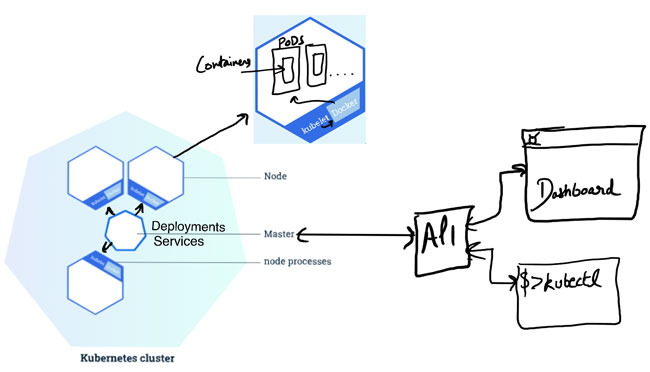 PODS
Containers
....
kubelet
Docker
Node
Deployments
Services
Master
node processes
Kubernetes cluster
API
Dashboard
$>kubectl